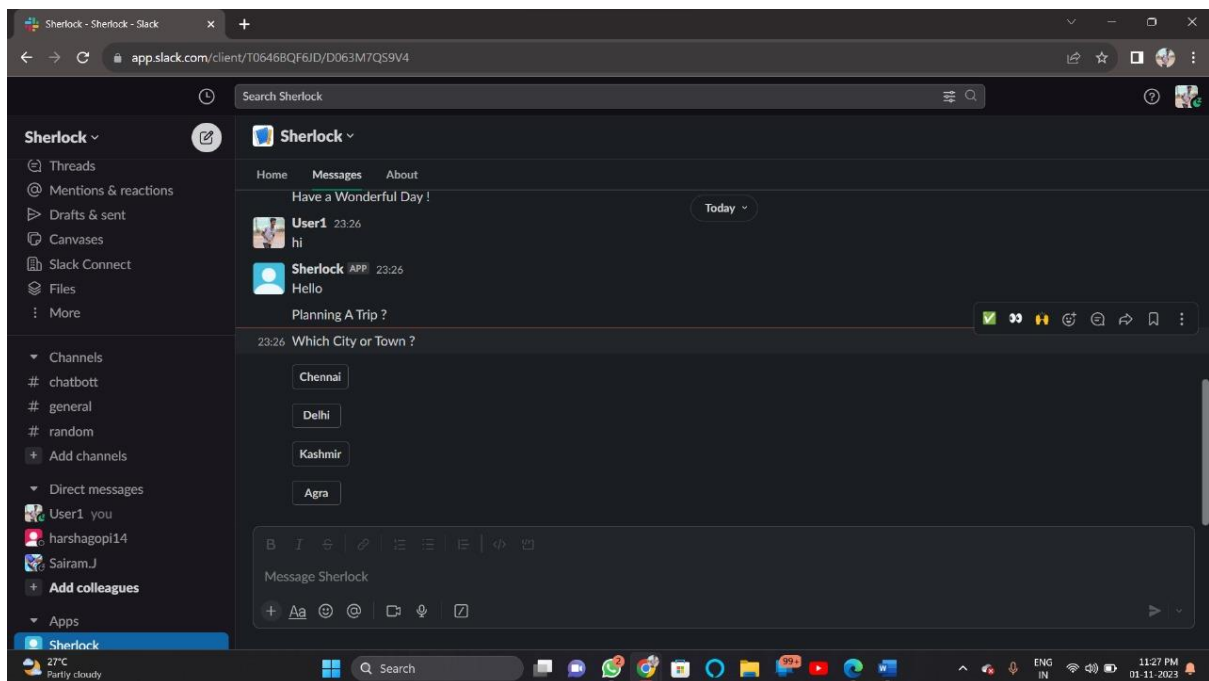 Sherlock - Sherlock - Slack
app.slack.com/client/T0646BQF6JD/D063M7QS9V4
Search Sherlock
Sherlock
Threads
Mentions & reactions
Drafts & sent
Canvases
Slack Connect
Files
More
Channels
# chatbott
# general
# random
+ Add channels
Direct messages
User1 you
harshagopi14
Sairam.J
+ Add colleagues
Apps
Sherlock
Sherlock
Home Messages About
Have a Wonderful Day !
Today
User1 23:26
hi
Sherlock APP 23:26
Hello
Planning A Trip ?
23:26 Which City or Town ?
Chennai
Delhi
Kashmir
Agra
B I S
Message Sherlock
+ Aa @
27°C
Partly cloudy
Search
2
99+
ENG
IN
11:27 PM
01-11-2023